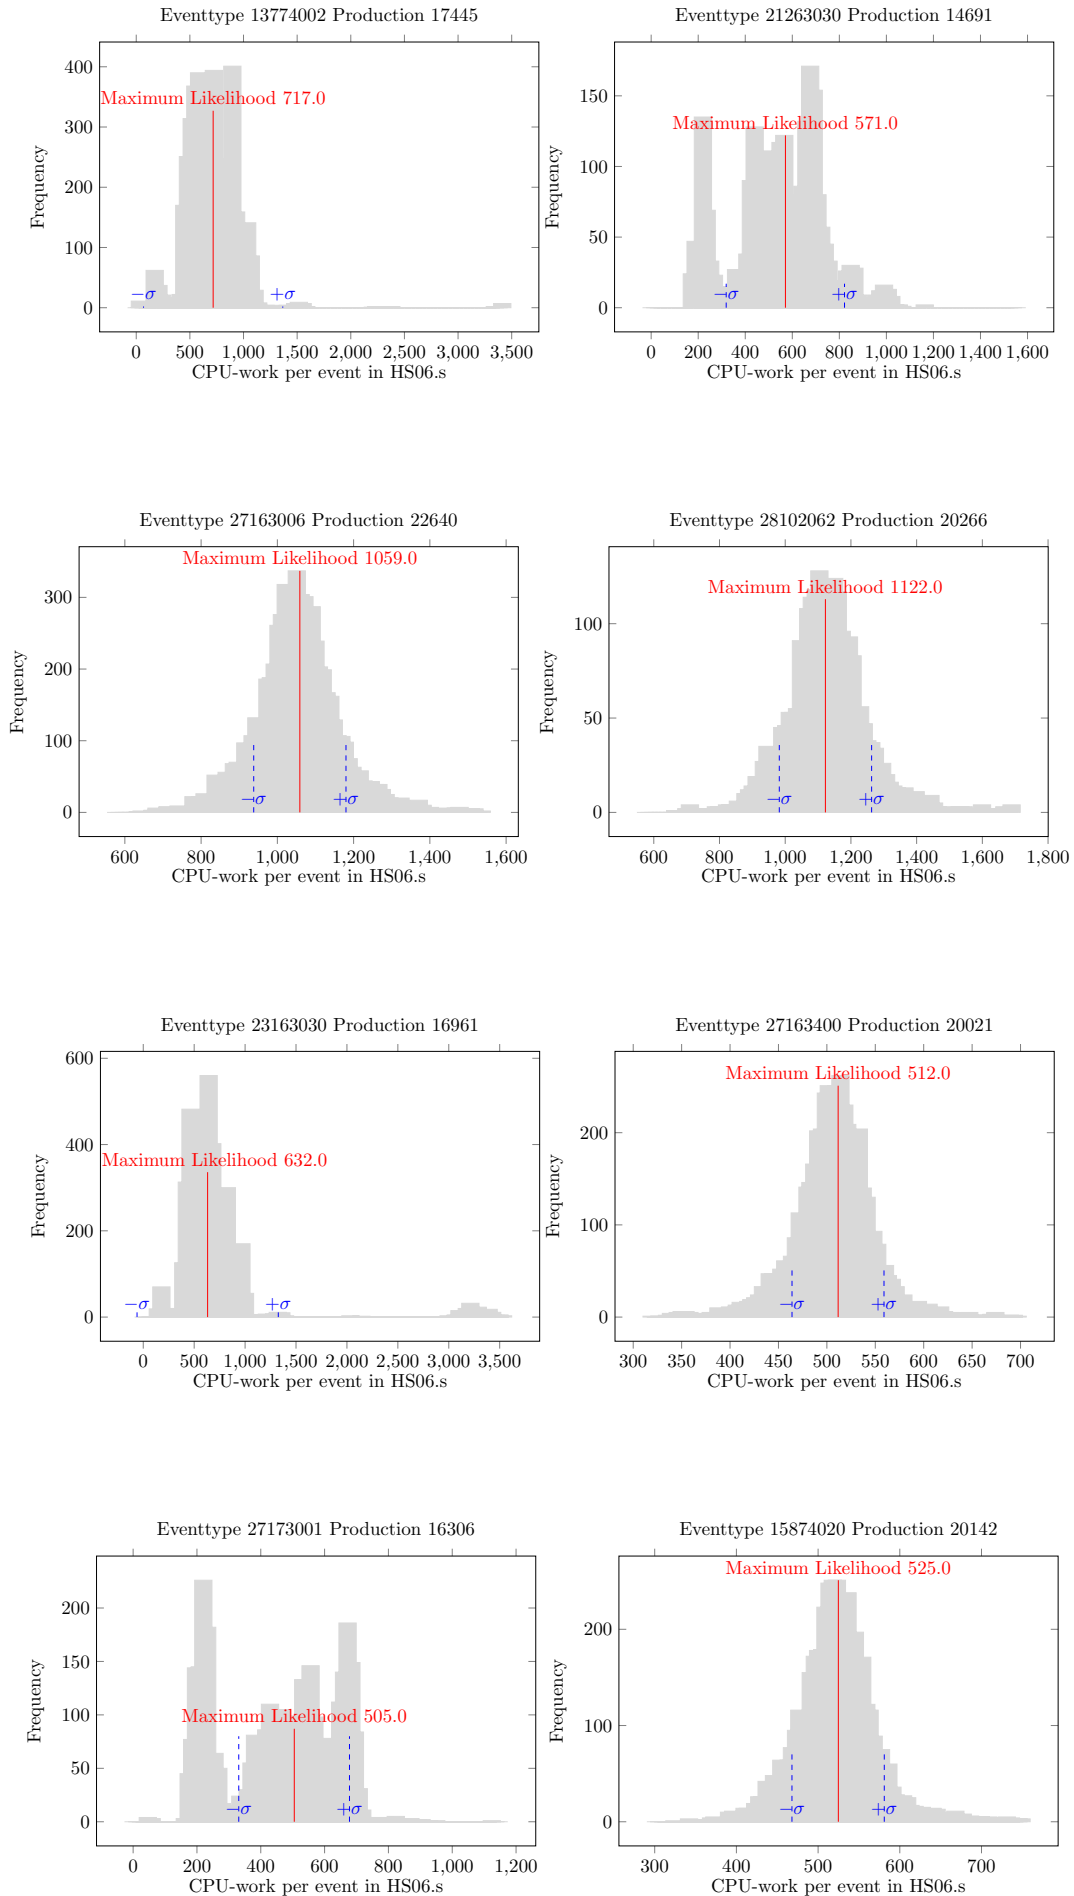 Eventtype 13774002 Production 17445
400
300
200
100
0
Frequency
Maximum Likelihood 717.0
−σ
+σ
0 500 1,000 1,500 2,000 2,500 3,000 3,500
CPU-work per event in HS06.s
Eventtype 21263030 Production 14691
150
100
50
0
Frequency
Maximum Likelihood 571.0
−σ
+σ
0 200 400 600 800 1,000 1,200 1,400 1,600
CPU-work per event in HS06.s
Eventtype 27163006 Production 22640
300
200
100
0
Frequency
Maximum Likelihood 1059.0
−σ
+σ
600 800 1,000 1,200 1,400 1,600
CPU-work per event in HS06.s
Eventtype 28102062 Production 20266
100
50
0
Frequency
Maximum Likelihood 1122.0
−σ
+σ
600 800 1,000 1,200 1,400 1,600 1,800
CPU-work per event in HS06.s
Eventtype 23163030 Production 16961
600
400
200
0
Frequency
Maximum Likelihood 632.0
−σ
+σ
0 500 1,000 1,500 2,000 2,500 3,000 3,500
CPU-work per event in HS06.s
Eventtype 27163400 Production 20021
200
100
0
Frequency
Maximum Likelihood 512.0
−σ
+σ
300 350 400 450 500 550 600 650 700
CPU-work per event in HS06.s
Eventtype 27173001 Production 16306
200
150
100
50
0
Frequency
Maximum Likelihood 505.0
−σ
+σ
0 200 400 600 800 1,000 1,200
CPU-work per event in HS06.s
Eventtype 15874020 Production 20142
200
100
0
Frequency
Maximum Likelihood 525.0
−σ
+σ
300 400 500 600 700
CPU-work per event in HS06.s